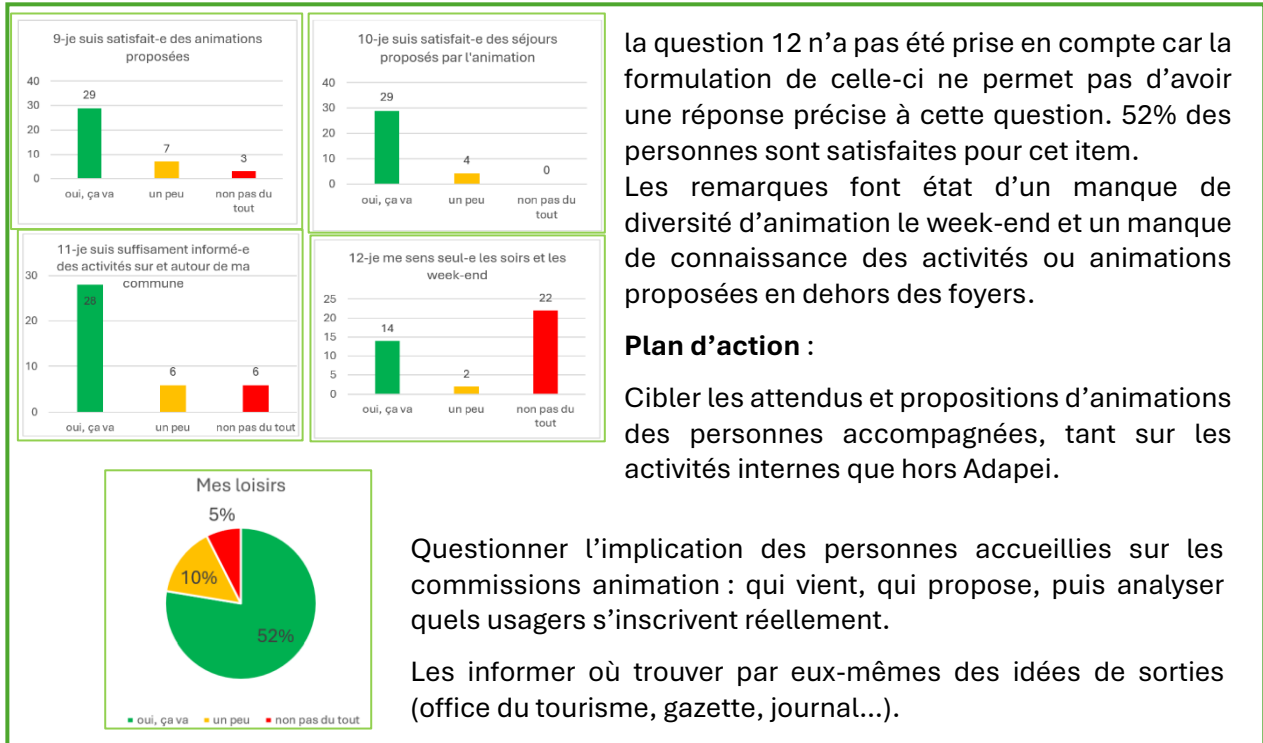 9-je suis satisfait-e des animations
proposées
40
30
20
10
0
29
7
3
oui, ça va
un peu
non pas du
tout
10-je suis satisfait-e des séjours
proposés par l'animation
40
30
20
10
0
29
4
0
oui, ça va
un peu
non pas du
tout
11-je suis suffisament informé-e
des activités sur et autour de ma
commune
30
20
10
0
28
6
6
oui, ça va
un peu
non pas du tout
12-je me sens seul-e les soirs et les
week-end
25
20
15
10
5
0
14
2
22
oui, ça va
un peu
non pas du
tout
la question 12 n’a pas été prise en compte car la
formulation de celle-ci ne permet pas d’avoir
une réponse précise à cette question. 52% des
personnes sont satisfaites pour cet item.
Les remarques font état d’un manque de
diversité d’animation le week-end et un manque
de connaissance des activités ou animations
proposées en dehors des foyers.
Plan d’action :
Cibler les attendus et propositions d’animations
des personnes accompagnées, tant sur les
activités internes que hors Adapei.
Mes loisirs
5%
10%
52%
oui, ça va
un peu
non pas du tout
Questionner l’implication des personnes accueillies sur les
commissions animation : qui vient, qui propose, puis analyser
quels usagers s’inscrivent réellement.
Les informer où trouver par eux-mêmes des idées de sorties
(office du tourisme, gazette, journal...).